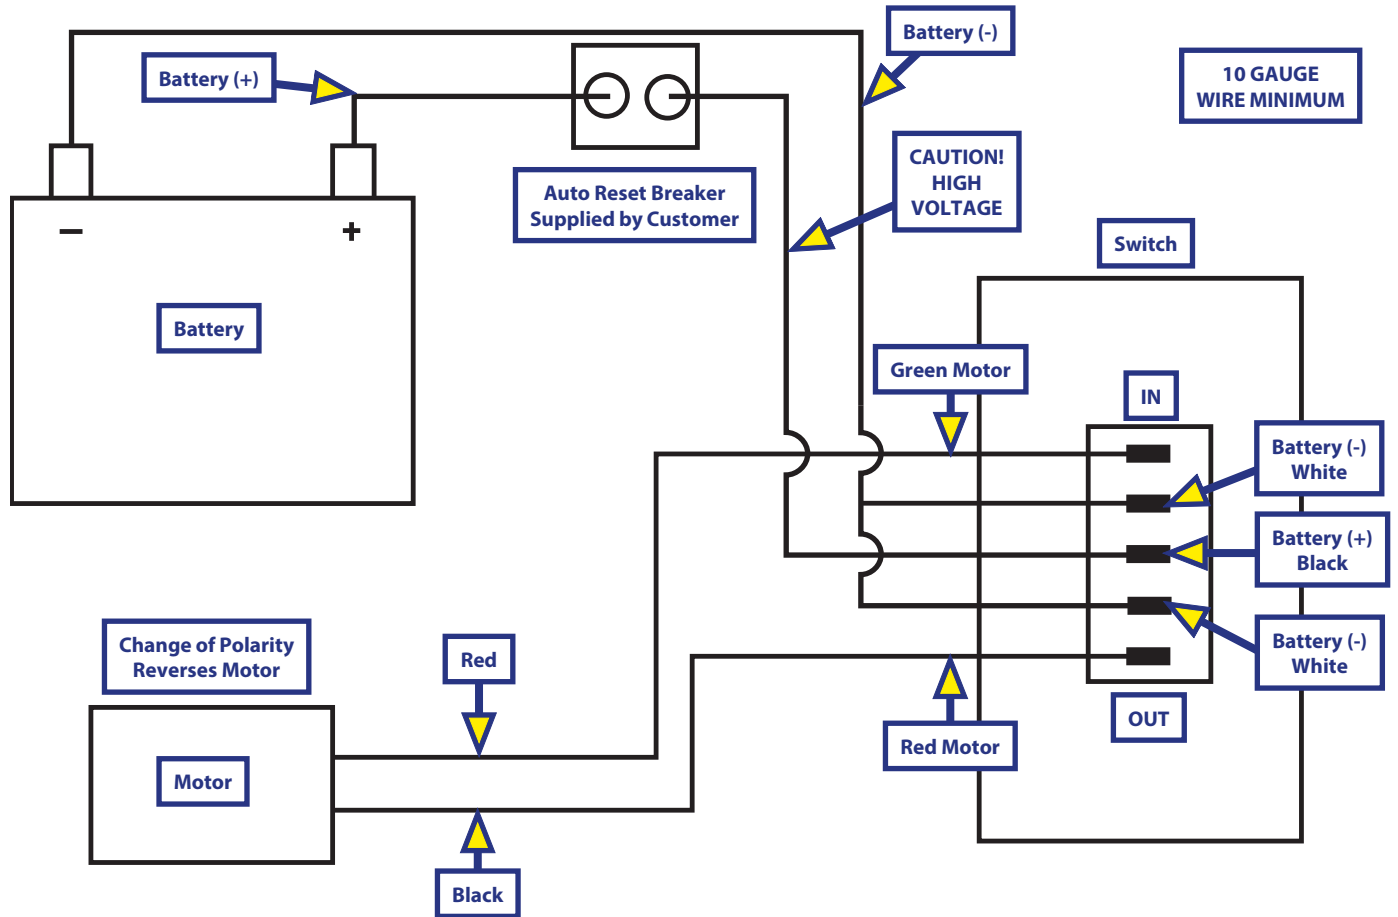 Battery (-)
Battery (+)
10 GAUGE
WIRE MINIMUM
CAUTION!
HIGH
VOLTAGE
Auto Reset Breaker
Supplied by Customer
–
+
Switch
Battery
Green Motor
IN
Battery (-)
White
Battery (+)
Black
Battery (-)
White
Change of Polarity
Reverses Motor
Red
OUT
Red Motor
Motor
Black